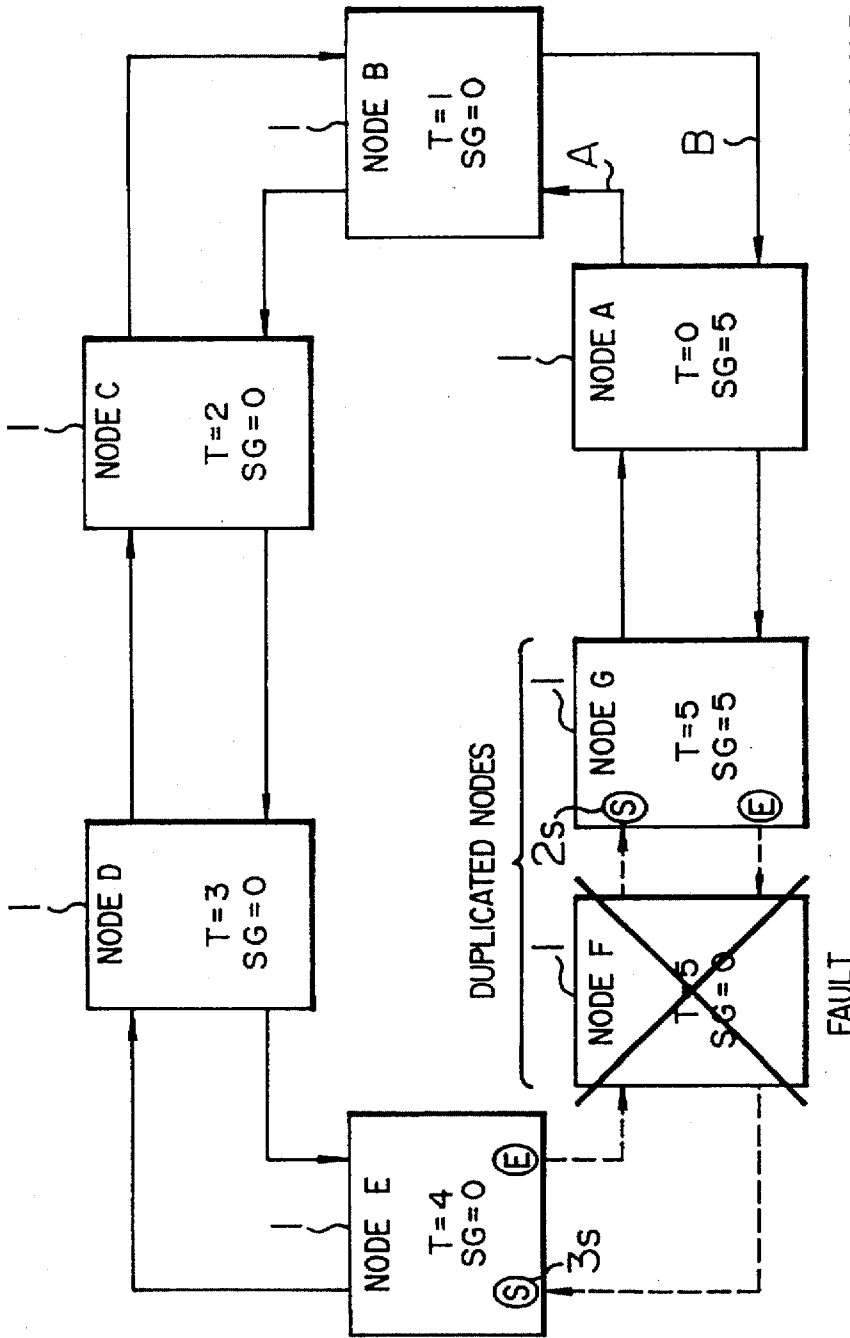 1
NODE D
T=3
SG=0
1
NODE C
T=2
SG=0
1
NODE E
T=4
SG=0
S
E
3s
1
NODE B
T=1
SG=0
A
B
DUPLICATED NODES
1
NODE F
T=5
SG=0
FAULT
2s
1
NODE G
S
T=5
SG=5
E
1
NODE A
T=0
SG=5